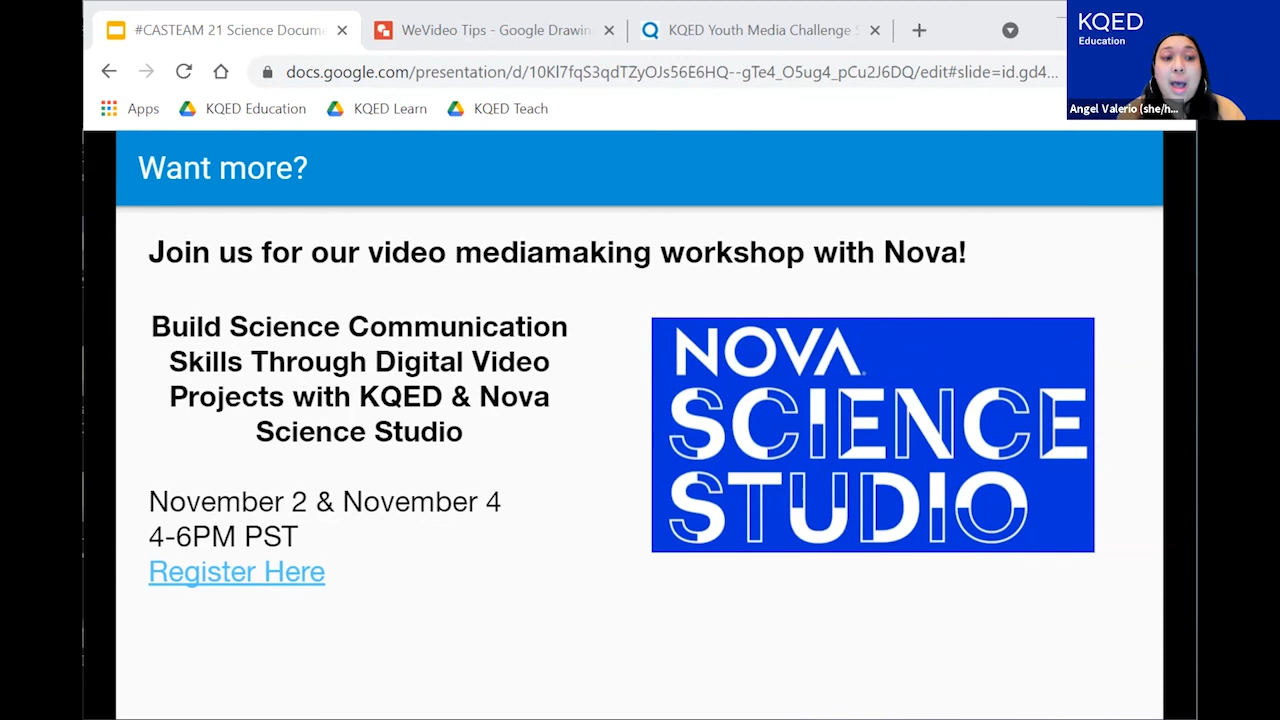 #CASTEAM 21 Science Docume
WeVideo Tips - Google Drawin
KQED Youth Media Challenge
docs.google.com/presentation/d/10Kl7fqS3qdTZyOJs56E6HQ--gTe4_O5ug4_pCu2J6DQ/edit#slide=id.gd4...
Apps
KQED Education
KQED Learn
KQED Teach
KQED
Education
Angel Valerio (she/h...
Want more?
Join us for our video mediamaking workshop with Nova!
Build Science Communication
Skills Through Digital Video
Projects with KQED & Nova
Science Studio
November 2 & November 4
4-6PM PST
Register Here
NOVA
SCIENCE
STUDIO